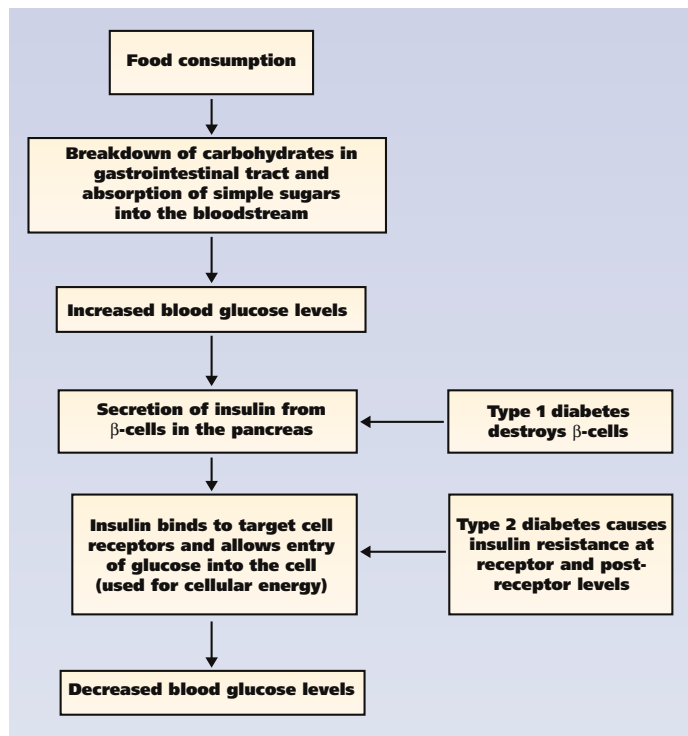 Food consumption
Breakdown of carbohydrates in
gastrointestinal tract and
absorption of simple sugars
into the bloodstream
Increased blood glucose levels
Secretion of insulin from
β-cells in the pancreas
Type 1 diabetes
destroys β-cells
Insulin binds to target cell
receptors and allows entry
of glucose into the cell
(used for cellular energy)
Type 2 diabetes causes
insulin resistance at
receptor and post-
receptor levels
Decreased blood glucose levels